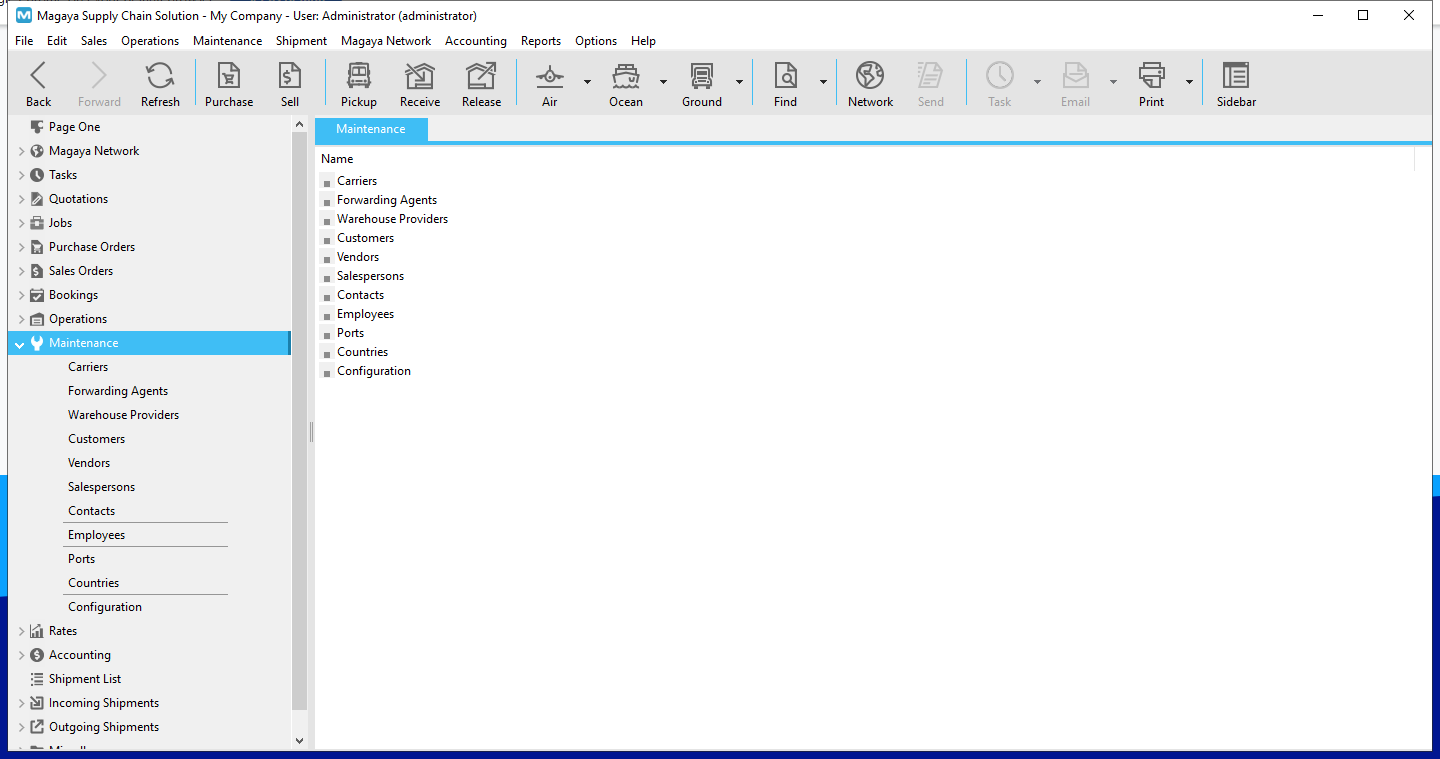 Magaya Supply Chain Solution - My Company - User: Administrator (administrator)
File Edit Sales Operations Maintenance Shipment Magaya Network Accounting Reports Options Help
Back Forward Refresh Purchase Sell Pickup Receive Release Air Ocean Ground Find Network Send Task Email Print Sidebar
Page One
Magaya Network
Tasks
Quotations
Jobs
Purchase Orders
Sales Orders
Bookings
Operations
Maintenance
Carriers
Forwarding Agents
Warehouse Providers
Customers
Vendors
Salespersons
Contacts
Employees
Ports
Countries
Configuration
Rates
Accounting
Shipment List
Incoming Shipments
Outgoing Shipments
Maintenance
Name
Carriers
Forwarding Agents
Warehouse Providers
Customers
Vendors
Salespersons
Contacts
Employees
Ports
Countries
Configuration